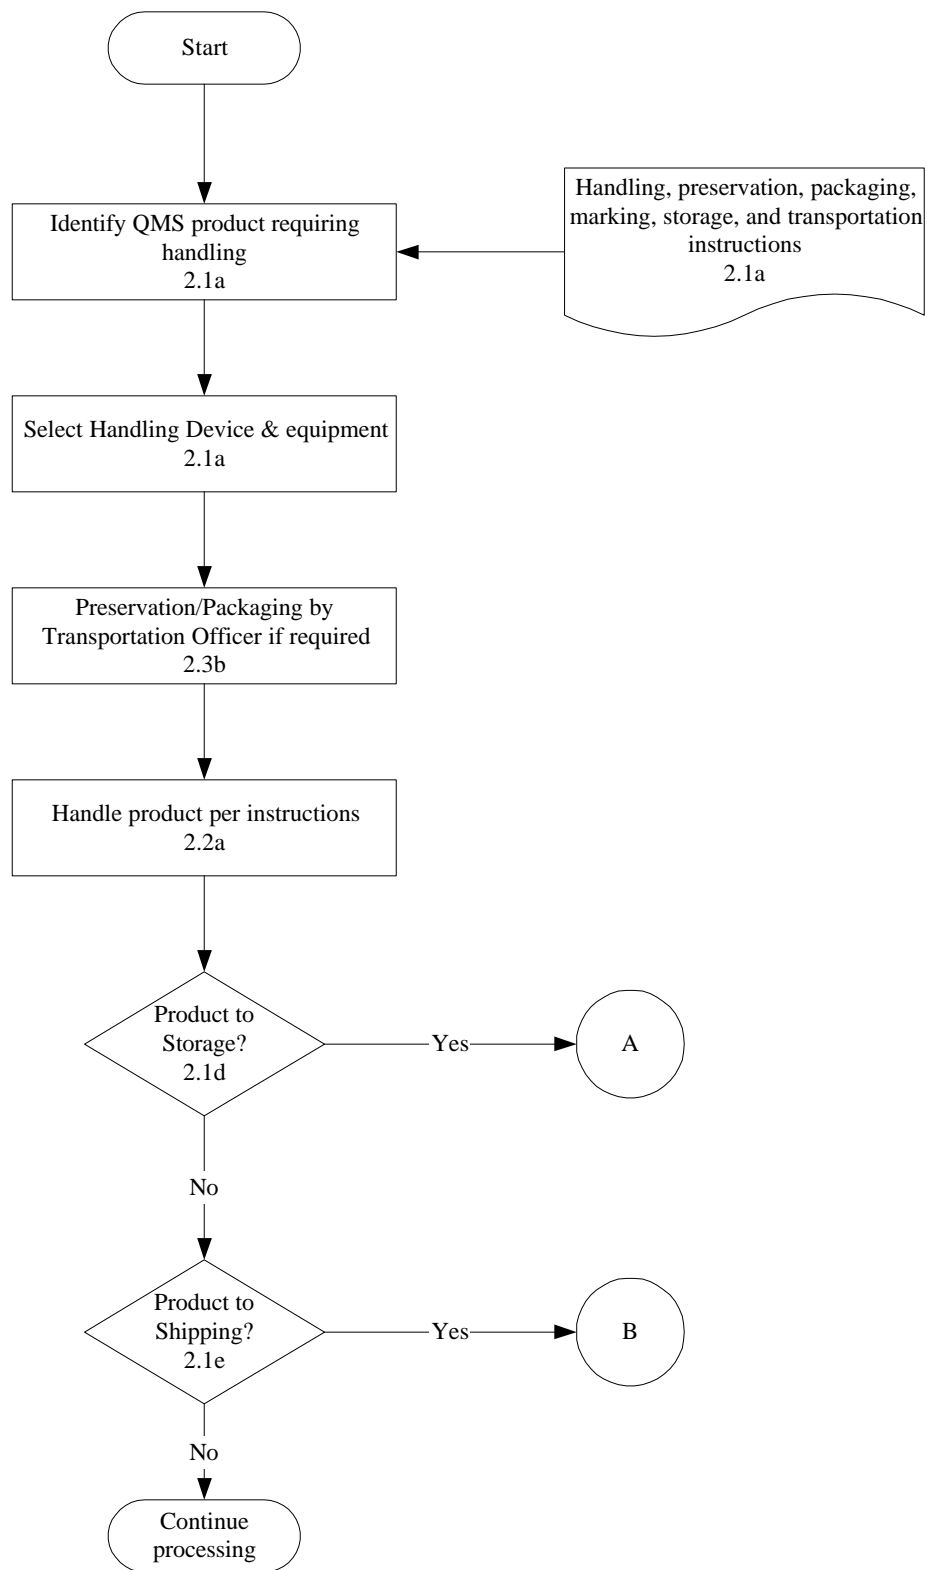 Start
Identify QMS product requiring
handling
2.1a
Handling, preservation, packaging,
marking, storage, and transportation
instructions
2.1a
Select Handling Device & equipment
2.1a
Preservation/Packaging by
Transportation Officer if required
2.3b
Handle product per instructions
2.2a
Product to
Storage?
2.1d
Yes
A
No
Product to
Shipping?
2.1e
Yes
B
No
Continue
processing